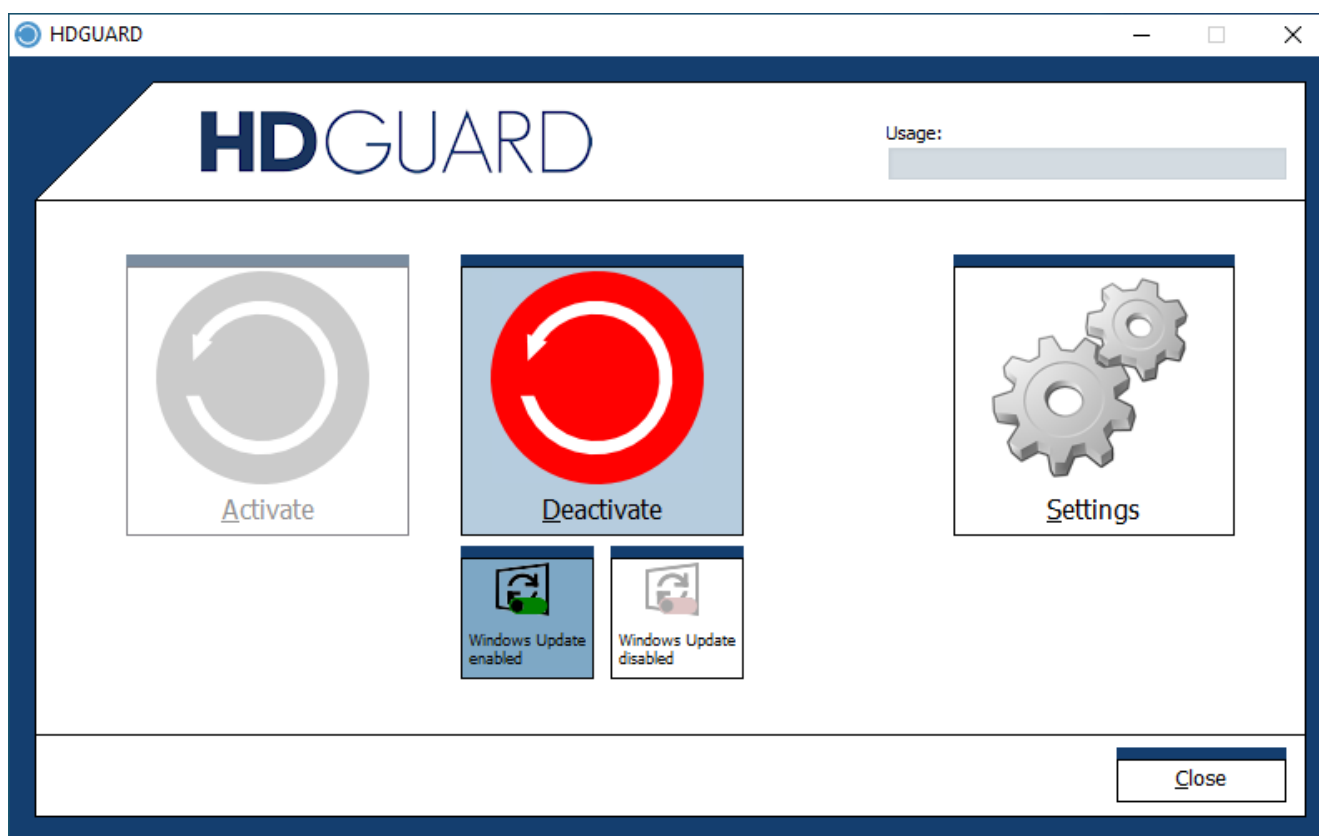 HDGUARD
HDGUARD
Usage:
Activate
Deactivate
Settings
Windows Update
enabled
Windows Update
disabled
Close